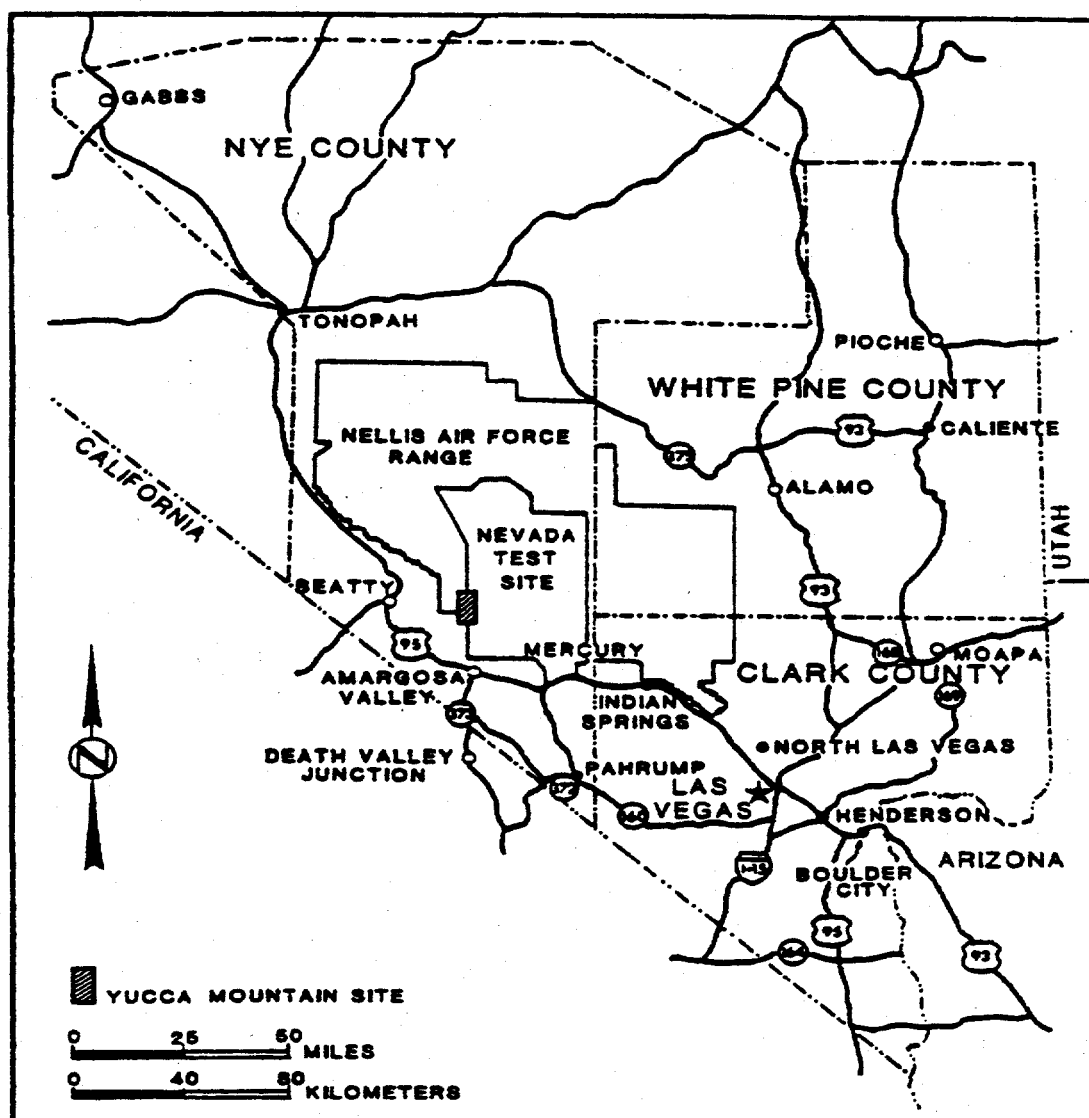 GABBS
NYE COUNTY
TONOPAH
PIOCHE
WHITE PINE COUNTY
93
CALIENTE
NELLIS AIR FORCE
RANGE
375
ALAMO
CALIFORNIA
NEVADA
TEST
SITE
UTAH
BEATTY
93
95
MERCURY
168
MOAPA
AMARGOSA
VALLEY
CLARK COUNTY
169
373
INDIAN
SPRINGS
N
DEATH VALLEY
JUNCTION
NORTH LAS VEGAS
PAHRUMP
372
LAS
VEGAS
160
HENDERSON
I-15
ARIZONA
BOULDER
CITY
95
164
93
YUCCA MOUNTAIN SITE
0 25 50
MILES
0 40 80
KILOMETERS